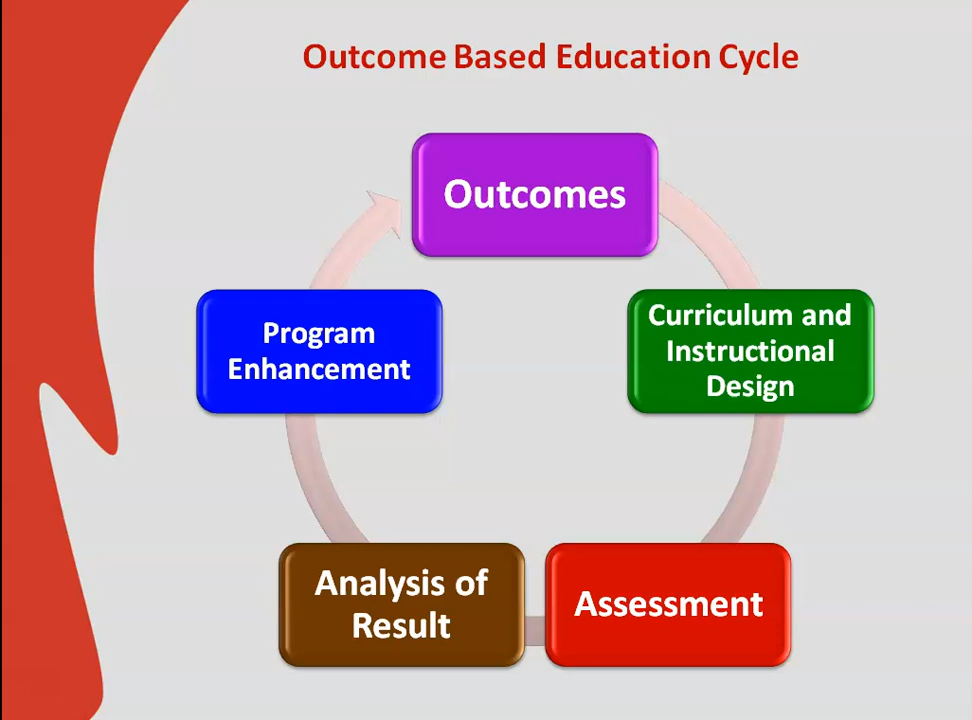 Outcome Based Education Cycle
Outcomes
Curriculum and
Instructional
Design
Assessment
Analysis of
Result
Program
Enhancement